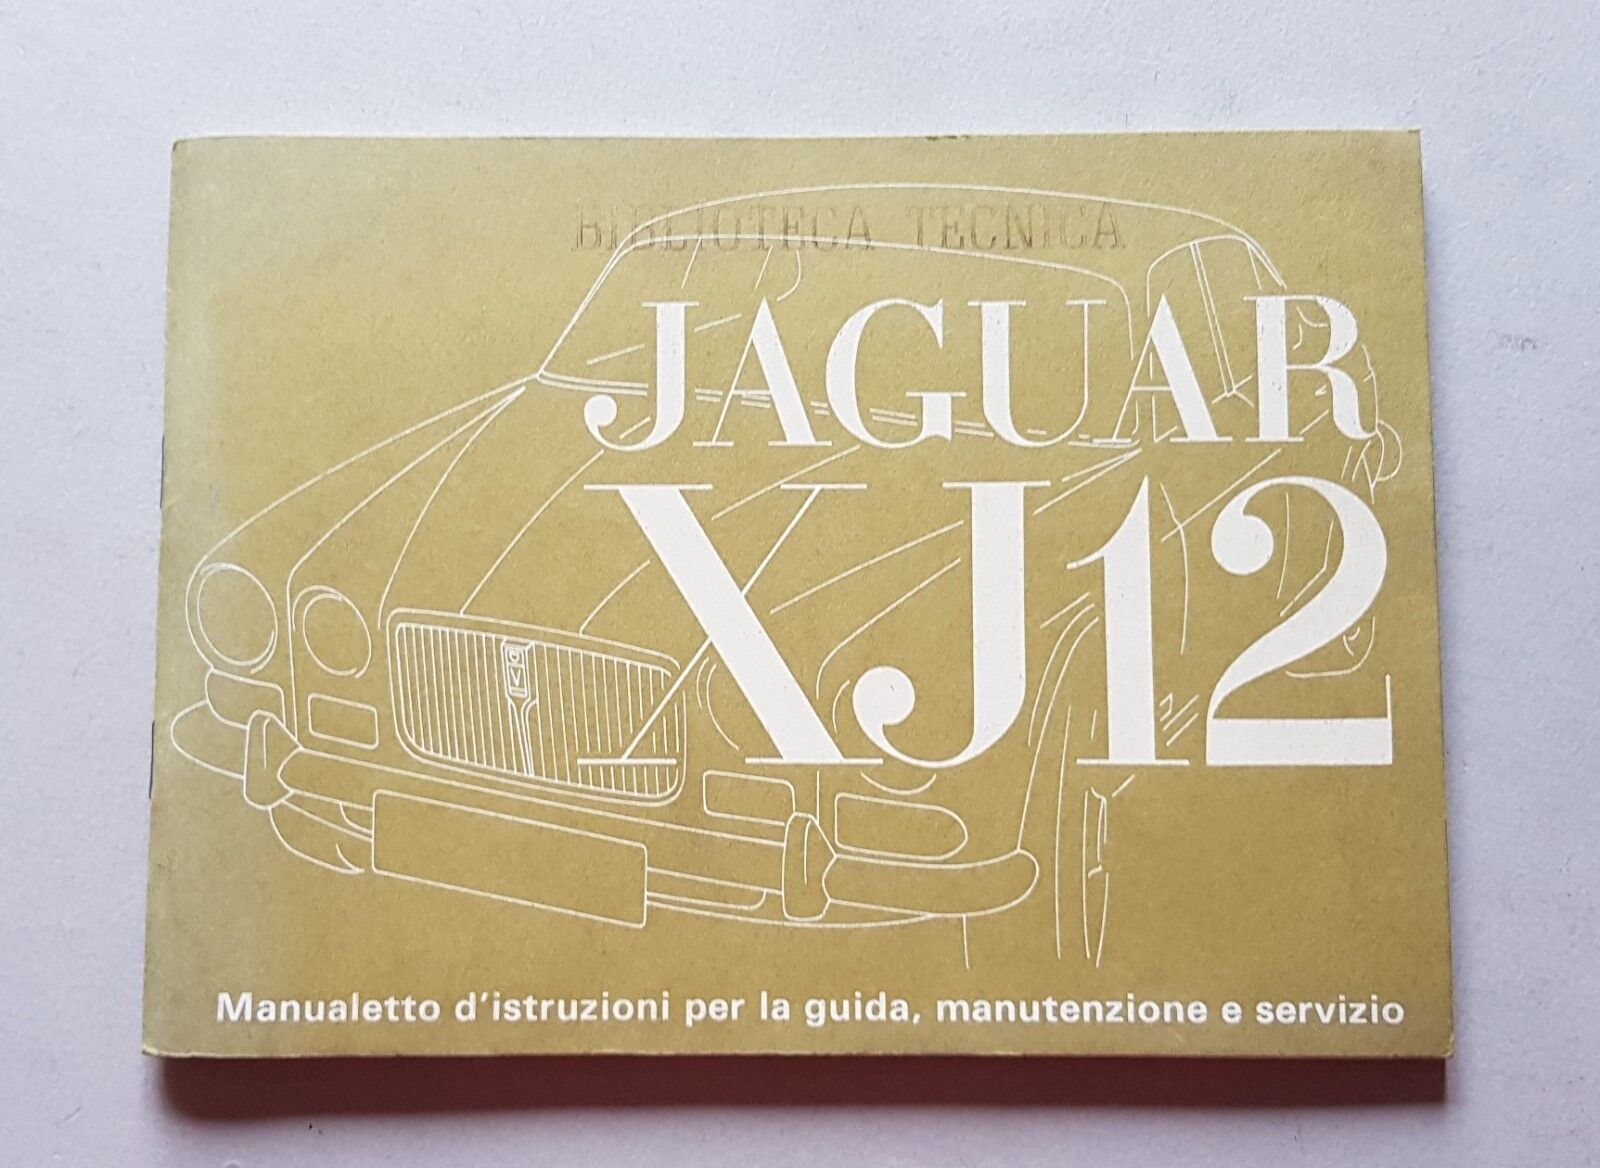 BIBLIOTECA TECNICA
JAGUAR
XJ12
Manualetto d'istruzioni per la guida, manutenzione e servizio